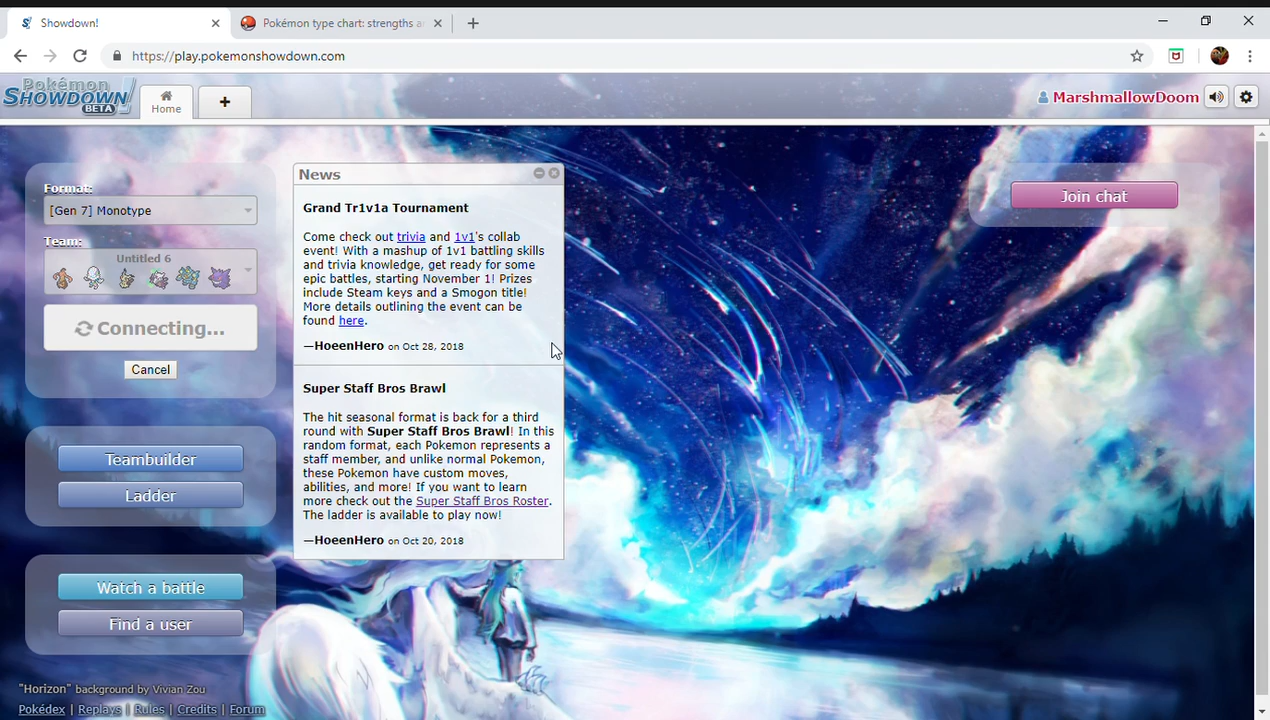 Showdown!
Pokémon type chart: strengths a
https://play.pokemonshowdown.com
Pokémon
SHOWDOWN!
BETA
Home
MarshmallowDoom
Format:
[Gen 7] Monotype
Team:
Untitled 6
Connecting...
Cancel
Teambuilder
Ladder
Watch a battle
Find a user
"Horizon" background by Vivian Zou
Pokédex | Replays | Rules | Credits | Forum
News
Grand Tr1v1a Tournament
Come check out trivia and 1v1's collab
event! With a mashup of 1v1 battling skills
and trivia knowledge, get ready for some
epic battles, starting November 1! Prizes
include Steam keys and a Smogon title!
More details outlining the event can be
found here.
—HoeenHero on Oct 28, 2018
Super Staff Bros Brawl
The hit seasonal format is back for a third
round with Super Staff Bros Brawl! In this
random format, each Pokemon represents a
staff member, and unlike normal Pokemon,
these Pokemon have custom moves,
abilities, and more! If you want to learn
more check out the Super Staff Bros Roster.
The ladder is available to play now!
—HoeenHero on Oct 20, 2018
Join chat